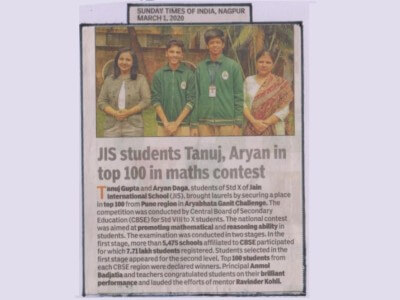 SUNDAY TIMES OF INDIA, NAGPUR
MARCH 1, 2020
JIS students Tanuj, Aryan in
top 100 in maths contest
Tanuj Gupta and Aryan Daga, students of Std X of Jain
International School (JIS), brought laurels by securing a place
in top 100 from Pune region in Aryabhata Ganit Challenge. The
competition was conducted by Central Board of Secondary
Education (CBSE) for Std VIII to X students. The national contest
was aimed at promoting mathematical and reasoning ability in
students. The examination was conducted in two stages. In the
first stage, more than 5,475 schools affiliated to CBSE participated
for which 7.71 lakh students registered. Students selected in the
first stage appeared for the second level. Top 100 students from
each CBSE region were declared winners. Principal Anmol
Badjatia and teachers congratulated students on their brilliant
performance and lauded the efforts of mentor Ravinder Kohli.